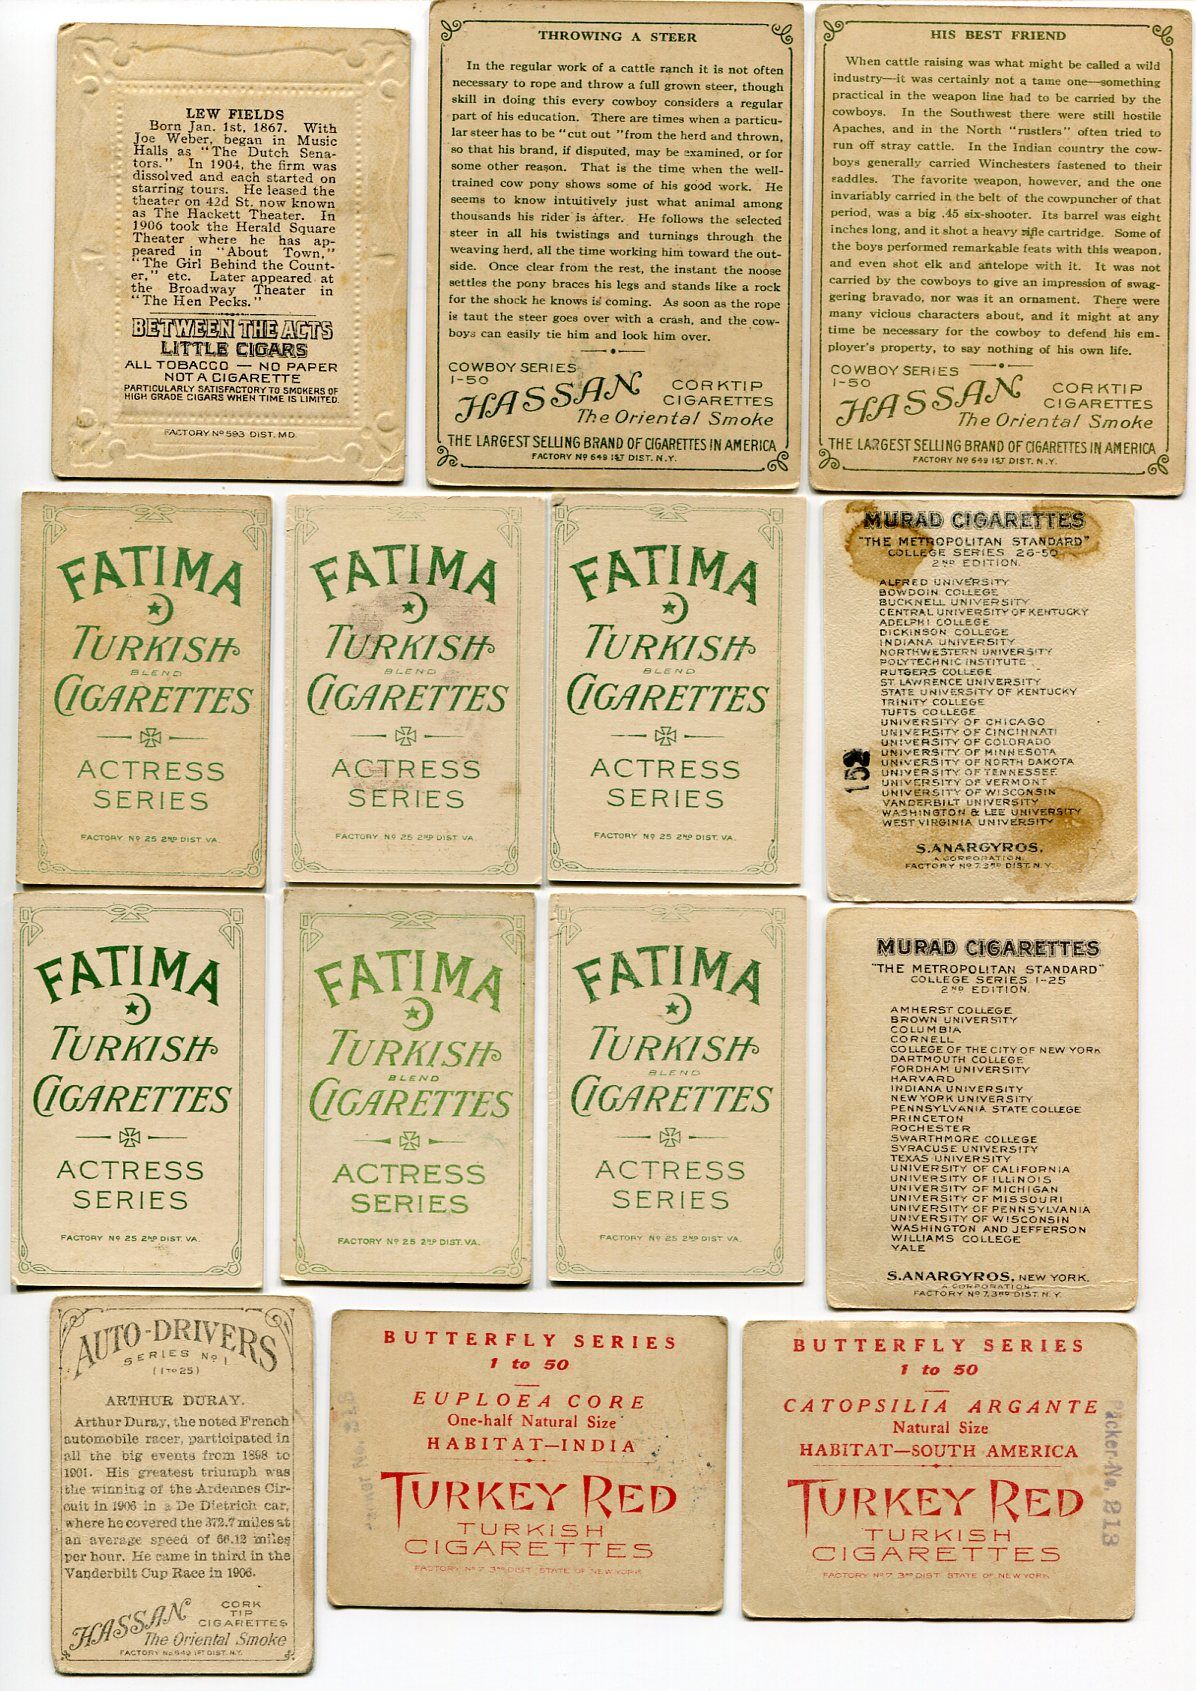 LEW FIELDS
Born Jan. 1st, 1867. With
Joe Weber, began in Music
Halls as "The Dutch Sena-
tors." In 1904, the firm was
dissolved and each started on
starring tours. He leased the
theater on 42d St. now known
as The Hackett Theater. In
1906 took the Herald Square
Theater where he has ap-
peared in "About Town,"
"The Girl Behind the Count-
er," etc. Later appeared at
the Broadway Theater in
"The Hen Pecks."
BETWEEN THE ACTS
LITTLE CIGARS
ALL TOBACCO — NO PAPER
NOT A CIGARETTE
PARTICULARLY SATISFACTORY TO SMOKERS OF
HIGH GRADE CIGARS WHEN TIME IS LIMITED.
FACTORY Nº 593 DIST. MD.
THROWING A STEER
In the regular work of a cattle ranch it is not often
necessary to rope and throw a full grown steer, though
skill in doing this every cowboy considers a regular
part of his education. There are times when a particu-
lar steer has to be "cut out "from the herd and thrown,
so that his brand, if disputed, may be examined, or for
some other reason. That is the time when the well-
trained cow pony shows some of his good work. He
seems to know intuitively just what animal among
thousands his rider is after. He follows the selected
steer in all his twistings and turnings through the
weaving herd, all the time working him toward the out-
side. Once clear from the rest, the instant the noose
settles the pony braces his legs and stands like a rock
for the shock he knows is coming. As soon as the rope
is taut the steer goes over with a crash, and the cow-
boys can easily tie him and look him over.
COWBOY SERIES
1-50
HASSAN
CORK TIP
CIGARETTES
The Oriental Smoke
THE LARGEST SELLING BRAND OF CIGARETTES IN AMERICA
FACTORY Nº 649 1ST DIST. N.Y.
HIS BEST FRIEND
When cattle raising was what might be called a wild
industry—it was certainly not a tame one—something
practical in the weapon line had to be carried by the
cowboys. In the Southwest there were still hostile
Apaches, and in the North "rustlers" often tried to
run off stray cattle. In the Indian country the cow-
boys generally carried Winchesters fastened to their
saddles. The favorite weapon, however, and the one
invariably carried in the belt of the cowpuncher of that
period, was a big .45 six-shooter. Its barrel was eight
inches long, and it shot a heavy rifle cartridge. Some of
the boys performed remarkable feats with this weapon,
and even shot elk and antelope with it. It was not
carried by the cowboys to give an impression of swag-
gering bravado, nor was it an ornament. There were
many vicious characters about, and it might at any
time be necessary for the cowboy to defend his em-
ployer's property, to say nothing of his own life.
COWBOY SERIES
1-50
HASSAN
CORK TIP
CIGARETTES
The Oriental Smoke
THE LARGEST SELLING BRAND OF CIGARETTES IN AMERICA
FACTORY Nº 649 1ST DIST. N.Y.
FATIMA
TURKISH
BLEND
CIGARETTES
ACTRESS
SERIES
FACTORY Nº 25 2ND DIST. VA.
FATIMA
TURKISH
BLEND
CIGARETTES
ACTRESS
SERIES
FACTORY Nº 25 2ND DIST. VA.
FATIMA
TURKISH
BLEND
CIGARETTES
ACTRESS
SERIES
FACTORY Nº 25 2ND DIST. VA.
MURAD CIGARETTES
"THE METROPOLITAN STANDARD"
COLLEGE SERIES 26-50
2ND EDITION.
ALFRED UNIVERSITY
BOWDOIN COLLEGE
BUCKNELL UNIVERSITY
CENTRAL UNIVERSITY OF KENTUCKY
ADELPHI COLLEGE
DICKINSON COLLEGE
INDIANA UNIVERSITY
NORTHWESTERN UNIVERSITY
POLYTECHNIC INSTITUTE
RUTGERS COLLEGE
ST. LAWRENCE UNIVERSITY
STATE UNIVERSITY OF KENTUCKY
TRINITY COLLEGE
TUFTS COLLEGE
UNIVERSITY OF CHICAGO
UNIVERSITY OF CINCINNATI
UNIVERSITY OF COLORADO
UNIVERSITY OF MINNESOTA
UNIVERSITY OF NORTH DAKOTA
UNIVERSITY OF TENNESSEE
UNIVERSITY OF VERMONT
UNIVERSITY OF WISCONSIN
VANDERBILT UNIVERSITY
WASHINGTON & LEE UNIVERSITY
WEST VIRGINIA UNIVERSITY
152
S. ANARGYROS,
A CORPORATION.
FACTORY Nº 7, 3RD DIST. N.Y.
FATIMA
TURKISH
CIGARETTES
ACTRESS
SERIES
FACTORY Nº 25 2ND DIST. VA.
FATIMA
TURKISH
BLEND
CIGARETTES
ACTRESS
SERIES
FACTORY Nº 25 2ND DIST. VA.
FATIMA
TURKISH
BLEND
CIGARETTES
ACTRESS
SERIES
FACTORY Nº 25 2ND DIST. VA.
MURAD CIGARETTES
"THE METROPOLITAN STANDARD"
COLLEGE SERIES 1-25
2ND EDITION.
AMHERST COLLEGE
BROWN UNIVERSITY
COLUMBIA
CORNELL
COLLEGE OF THE CITY OF NEW YORK
DARTMOUTH COLLEGE
FORDHAM UNIVERSITY
HARVARD
INDIANA UNIVERSITY
NEW YORK UNIVERSITY
PENNSYLVANIA STATE COLLEGE
PRINCETON
ROCHESTER
SWARTHMORE COLLEGE
SYRACUSE UNIVERSITY
TEXAS UNIVERSITY
UNIVERSITY OF CALIFORNIA
UNIVERSITY OF ILLINOIS
UNIVERSITY OF MICHIGAN
UNIVERSITY OF MISSOURI
UNIVERSITY OF PENNSYLVANIA
UNIVERSITY OF WISCONSIN
WASHINGTON AND JEFFERSON
WILLIAMS COLLEGE
YALE
S. ANARGYROS, NEW YORK.
A CORPORATION
FACTORY Nº 7, 3RD DIST. N.Y.
AUTO-DRIVERS
SERIES Nº 1
(1 TO 25)
ARTHUR DURAY.
Arthur Duray, the noted French
automobile racer, participated in
all the big events from 1898 to
1901. His greatest triumph was
the winning of the Ardennes Cir-
cuit in 1906 in a De Dietrich car,
where he covered the 372.7 miles at
an average speed of 66.12 miles
per hour. He came in third in the
Vanderbilt Cup Race in 1906.
HASSAN
CORK
TIP
CIGARETTES
The Oriental Smoke
FACTORY Nº 649 1ST DIST. N.Y.
BUTTERFLY SERIES
1 to 50
EUPLOEA CORE
One-half Natural Size
HABITAT—INDIA
TURKEY RED
TURKISH
CIGARETTES
FACTORY Nº 7 3RD DIST. STATE OF NEW YORK
BUTTERFLY SERIES
1 to 50
CATOPSILIA ARGANTE
Natural Size
HABITAT—SOUTH AMERICA
TURKEY RED
TURKISH
CIGARETTES
FACTORY Nº 7 3RD DIST. STATE OF NEW YORK
Packer No. 213